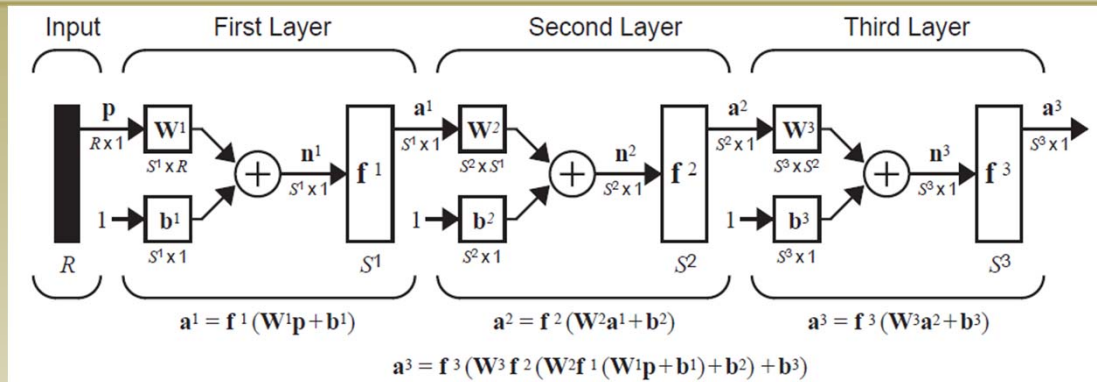 Input First Layer Second Layer Third Layer
p a¹ a² a³
W¹ W² W³
R x 1 S¹ x 1 S² x 1 S³ x 1
n¹ n² n³
S¹ x R S² x S¹ S³ x S²
+ + +
S¹ x 1 S² x 1 S³ x 1
f ¹ f ² f ³
1 b¹ 1 b² 1 b³
S¹ x 1 S² x 1 S³ x 1
R S¹ S² S³
a¹ = f ¹ (W¹p + b¹) a² = f ² (W²a¹ + b²) a³ = f ³ (W³a² + b³)
a³ = f ³ (W³ f ² (W²f ¹ (W¹p + b¹) + b²) + b³)